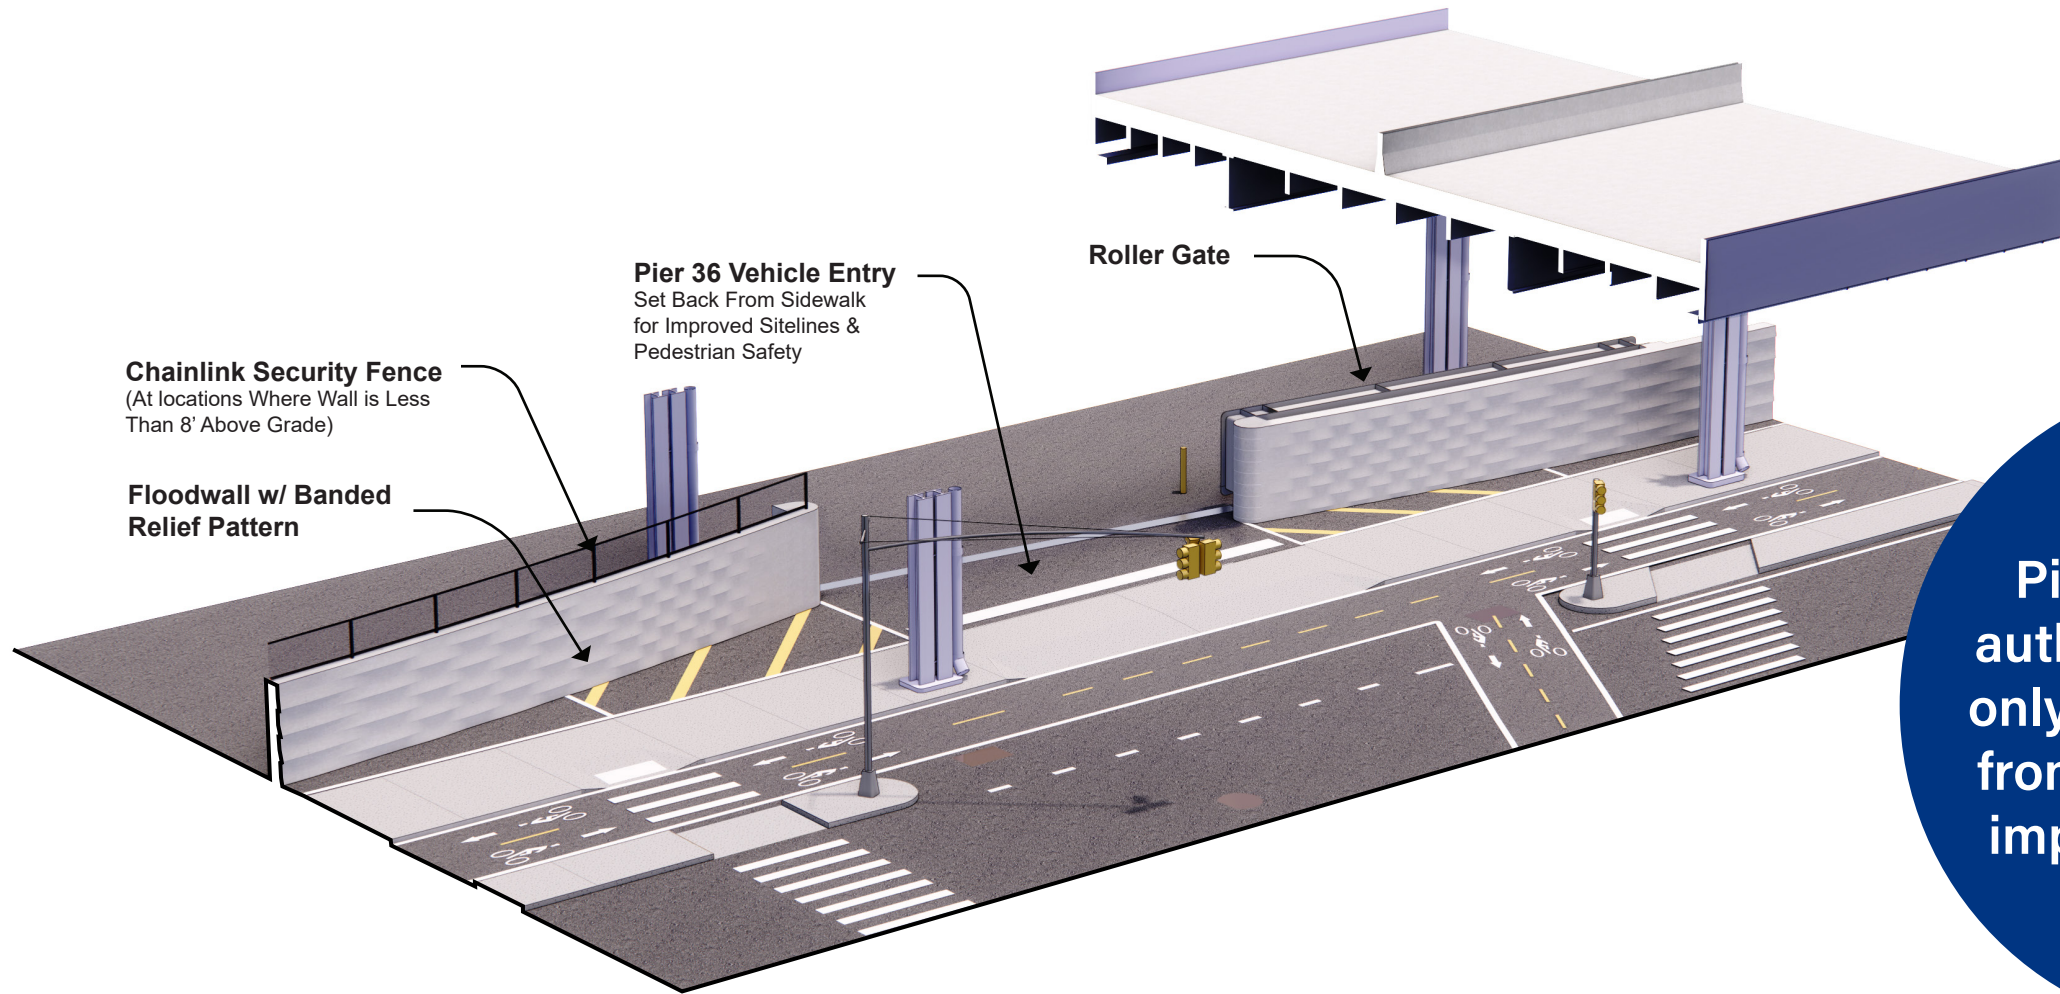 Roller Gate
Pier 36 Vehicle Entry
Set Back From Sidewalk
for Improved Sitelines &
Pedestrian Safety
Chainlink Security Fence
(At locations Where Wall is Less
Than 8' Above Grade)
Floodwall w/ Banded
Relief Pattern
only